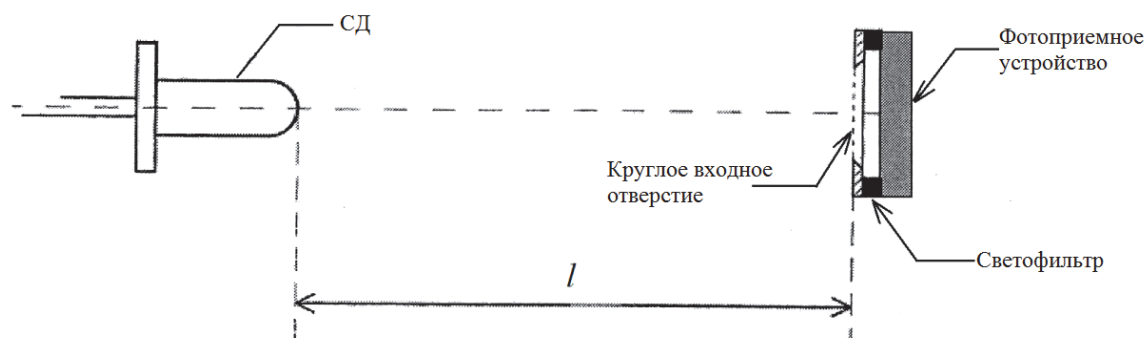 СД
Фотоприемное
устройство
Круглое входное
отверстие
Светофильтр
l